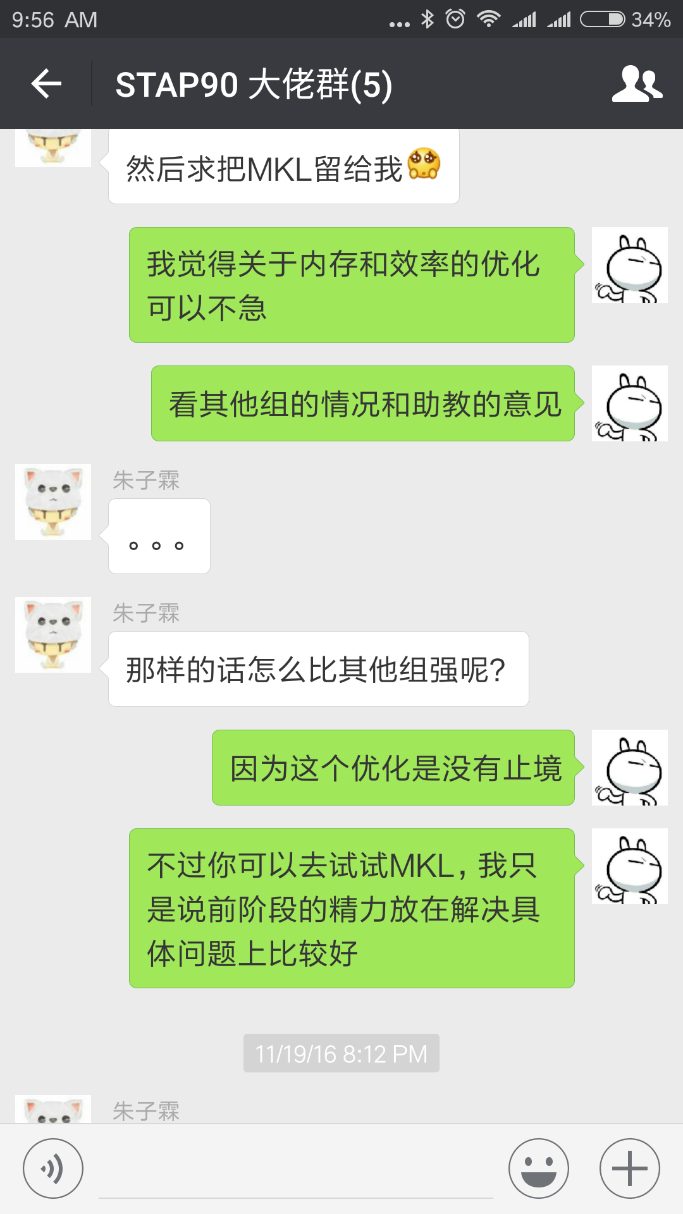 9:56 AM
34%
STAP90 大佬群(5)
然后求把MKL留给我
我觉得关于内存和效率的优化
可以不急
看其他组的情况和助教的意见
朱子霖
。。。
朱子霖
那样的话怎么比其他组强呢?
因为这个优化是没有止境
不过你可以去试试MKL, 我只
是说前阶段的精力放在解决具
体问题上比较好
11/19/16 8:12 PM
朱子霖